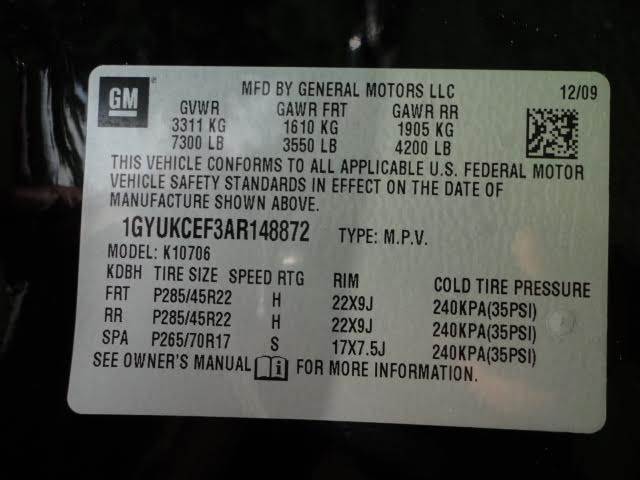 GM
MFD BY GENERAL MOTORS LLC 12/09
GVWR GAWR FRT GAWR RR
3311 KG 1610 KG 1905 KG
7300 LB 3550 LB 4200 LB
THIS VEHICLE CONFORMS TO ALL APPLICABLE U.S. FEDERAL MOTOR
VEHICLE SAFETY STANDARDS IN EFFECT ON THE DATE OF
MANUFACTURE SHOWN ABOVE.
1GYUKCEF3AR148872 TYPE: M.P.V.
MODEL: K10706
KDBH TIRE SIZE SPEED RTG RIM COLD TIRE PRESSURE
FRT P285/45R22 H 22X9J 240KPA(35PSI)
RR P285/45R22 H 22X9J 240KPA(35PSI)
SPA P265/70R17 S 17X7.5J 240KPA(35PSI)
SEE OWNER'S MANUAL i FOR MORE INFORMATION.